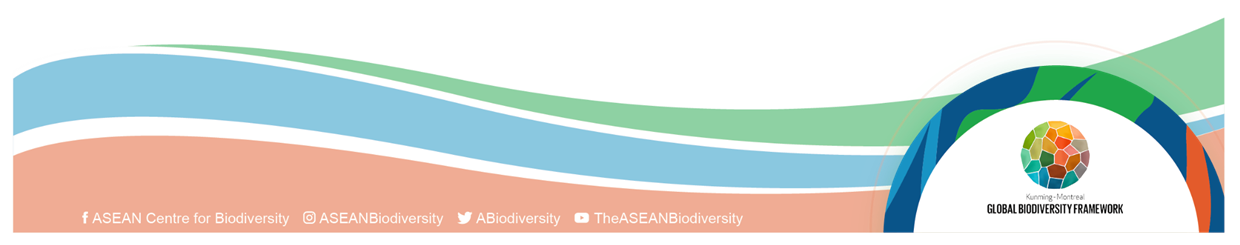 ASEAN Centre for Biodiversity ASEANBiodiversity ABiodiversity TheASEANBiodiversity
Kunming-Montreal
GLOBAL BIODIVERSITY FRAMEWORK